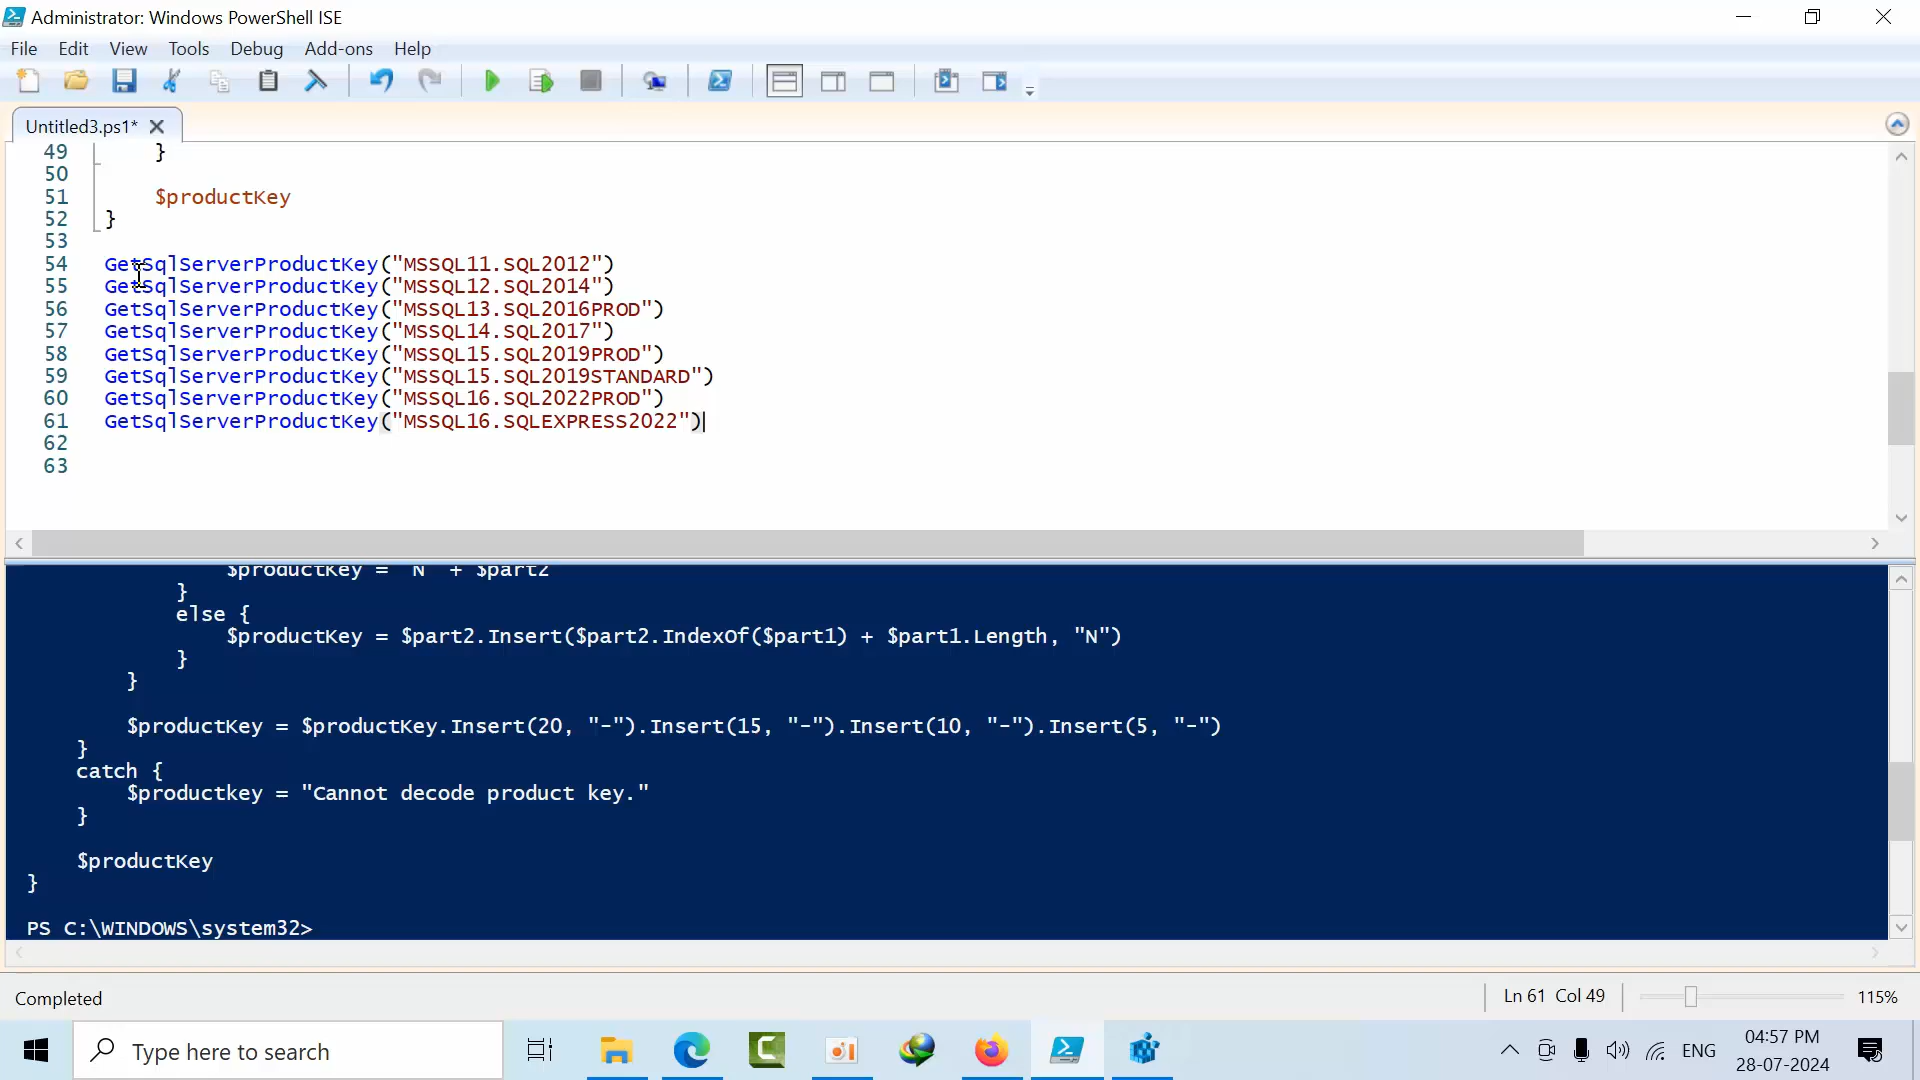 Administrator: Windows PowerShell ISE
File Edit View Tools Debug Add-ons Help
Untitled3.ps1*
49 }
50
51 $productKey
52 }
53
54 GetSqlServerProductKey("MSSQL11.SQL2012")
55 GetSqlServerProductKey("MSSQL12.SQL2014")
56 GetSqlServerProductKey("MSSQL13.SQL2016PROD")
57 GetSqlServerProductKey("MSSQL14.SQL2017")
58 GetSqlServerProductKey("MSSQL15.SQL2019PROD")
59 GetSqlServerProductKey("MSSQL15.SQL2019STANDARD")
60 GetSqlServerProductKey("MSSQL16.SQL2022PROD")
61 GetSqlServerProductKey("MSSQL16.SQLEXPRESS2022")
62
63
$productKey = "N" + $part2
}
else {
$productKey = $part2.Insert($part2.IndexOf($part1) + $part1.Length, "N")
}
}
$productKey = $productKey.Insert(20, "-").Insert(15, "-").Insert(10, "-").Insert(5, "-")
}
catch {
$productkey = "Cannot decode product key."
}
$productKey
}
PS C:\WINDOWS\system32>
Completed
Ln 61 Col 49
115%
Type here to search
ENG
04:57 PM
28-07-2024